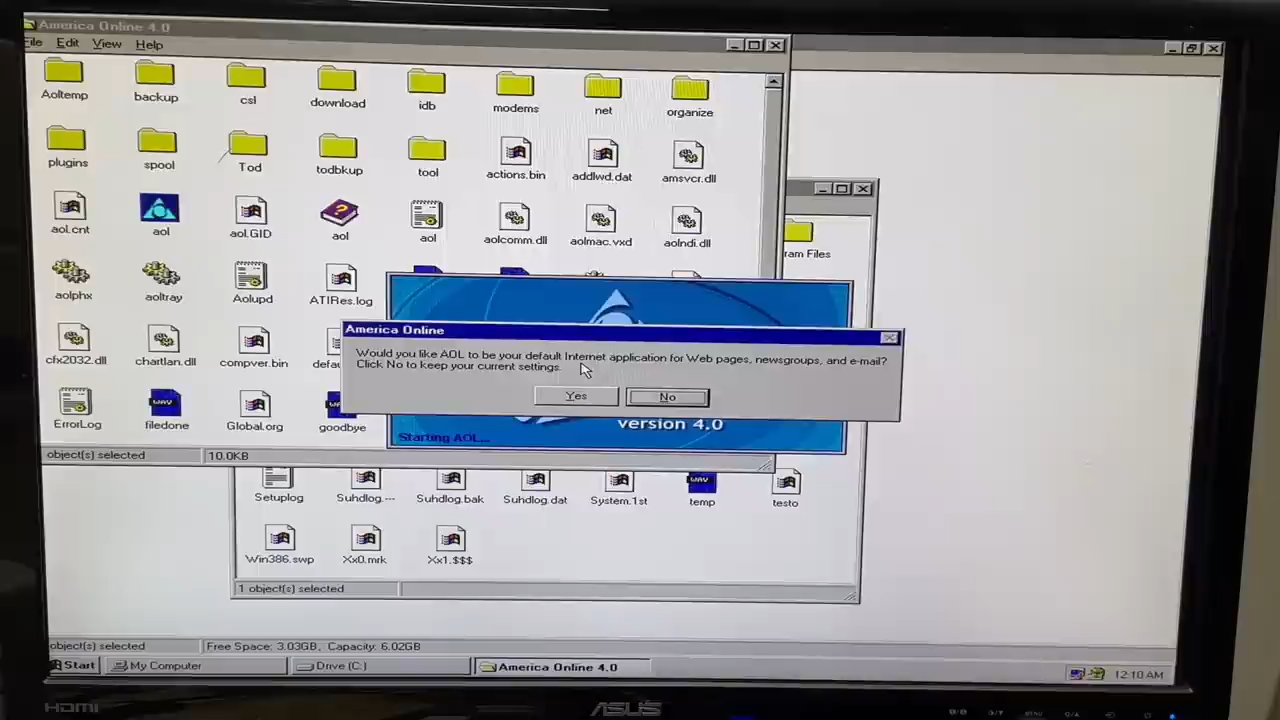 America Online 4.0
File Edit View Help
Aoltemp backup csl download idb modems net organize
plugins spool Tod todbkup tool actions.bin addlwd.dat amsvcr.dll
aol.cnt aol aol.GID aol aol aolcomm.dll aolmac.vxd aolndi.dll
ram Files
aolphx aoltray Aolupd ATIRes.log
America Online
Would you like AOL to be your default Internet application for Web pages, newsgroups, and e-mail?
Click No to keep your current settings.
Yes No
cfx2032.dll chartlan.dll compver.bin
ErrorLog filedone Global.org goodbye
version 4.0
Starting AOL...
object(s) selected 10.0KB
Setuplog Suhdlog.--- Suhdlog.bak Suhdlog.dat System.1st temp testo
Win386.swp Xx0.mrk Xx1.$$$
1 object(s) selected
object(s) selected Free Space: 3.03GB, Capacity: 6.02GB
Start My Computer Drive (C:) America Online 4.0 12:10 AM
HDMI ASUS